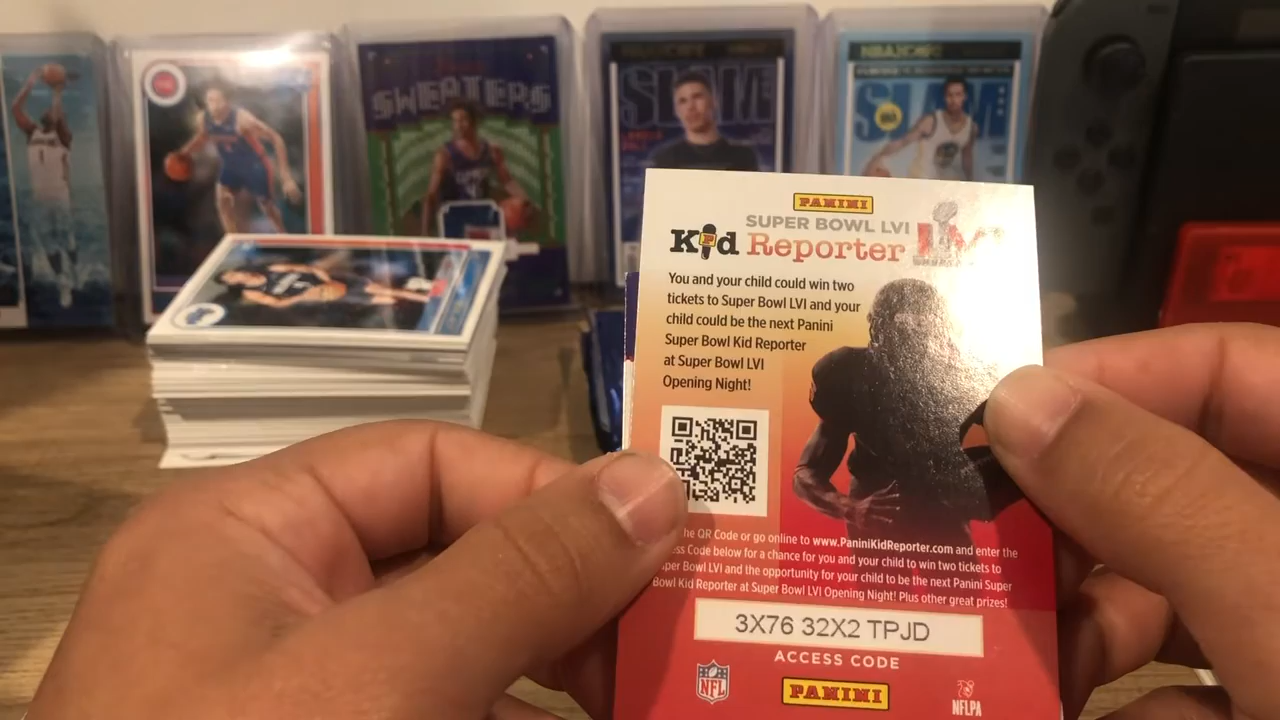 SWEATERS
SLAM
SLAM
PANINI
SUPER BOWL LVI
Kid Reporter
You and your child could win two
tickets to Super Bowl LVI and your
child could be the next Panini
Super Bowl Kid Reporter
at Super Bowl LVI
Opening Night!
he QR Code or go online to www.PaniniKidReporter.com and enter the
ss Code below for a chance for you and your child to win two tickets to
per Bowl LVI and the opportunity for your child to be the next Panini Super
Bowl Kid Reporter at Super Bowl LVI Opening Night! Plus other great prizes!
3X76 32X2 TPJD
ACCESS CODE
NFL
PANINI
NFLPA